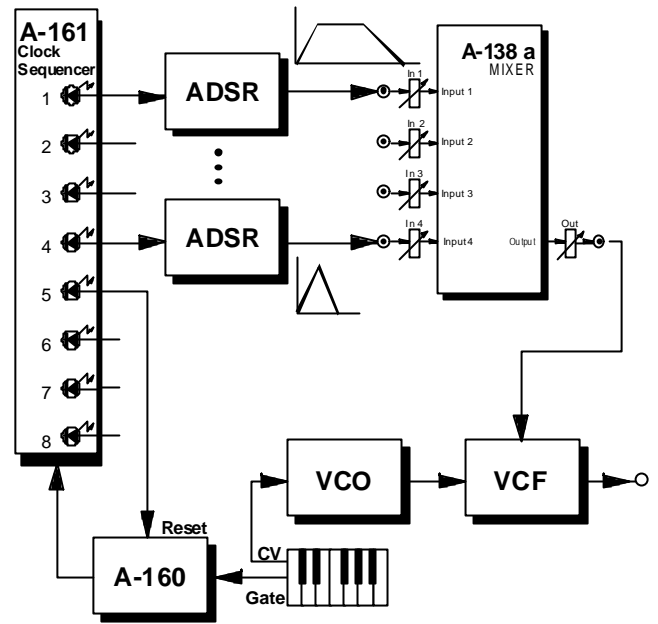 A-161
Clock
Sequencer
1
2
3
4
5
6
7
8
ADSR
ADSR
A-138 a
MIXER
In 1
Input 1
In 2
Input 2
In 3
Input 3
In 4
Input4
Output
Out
VCO
VCF
Reset
A-160
CV
Gate